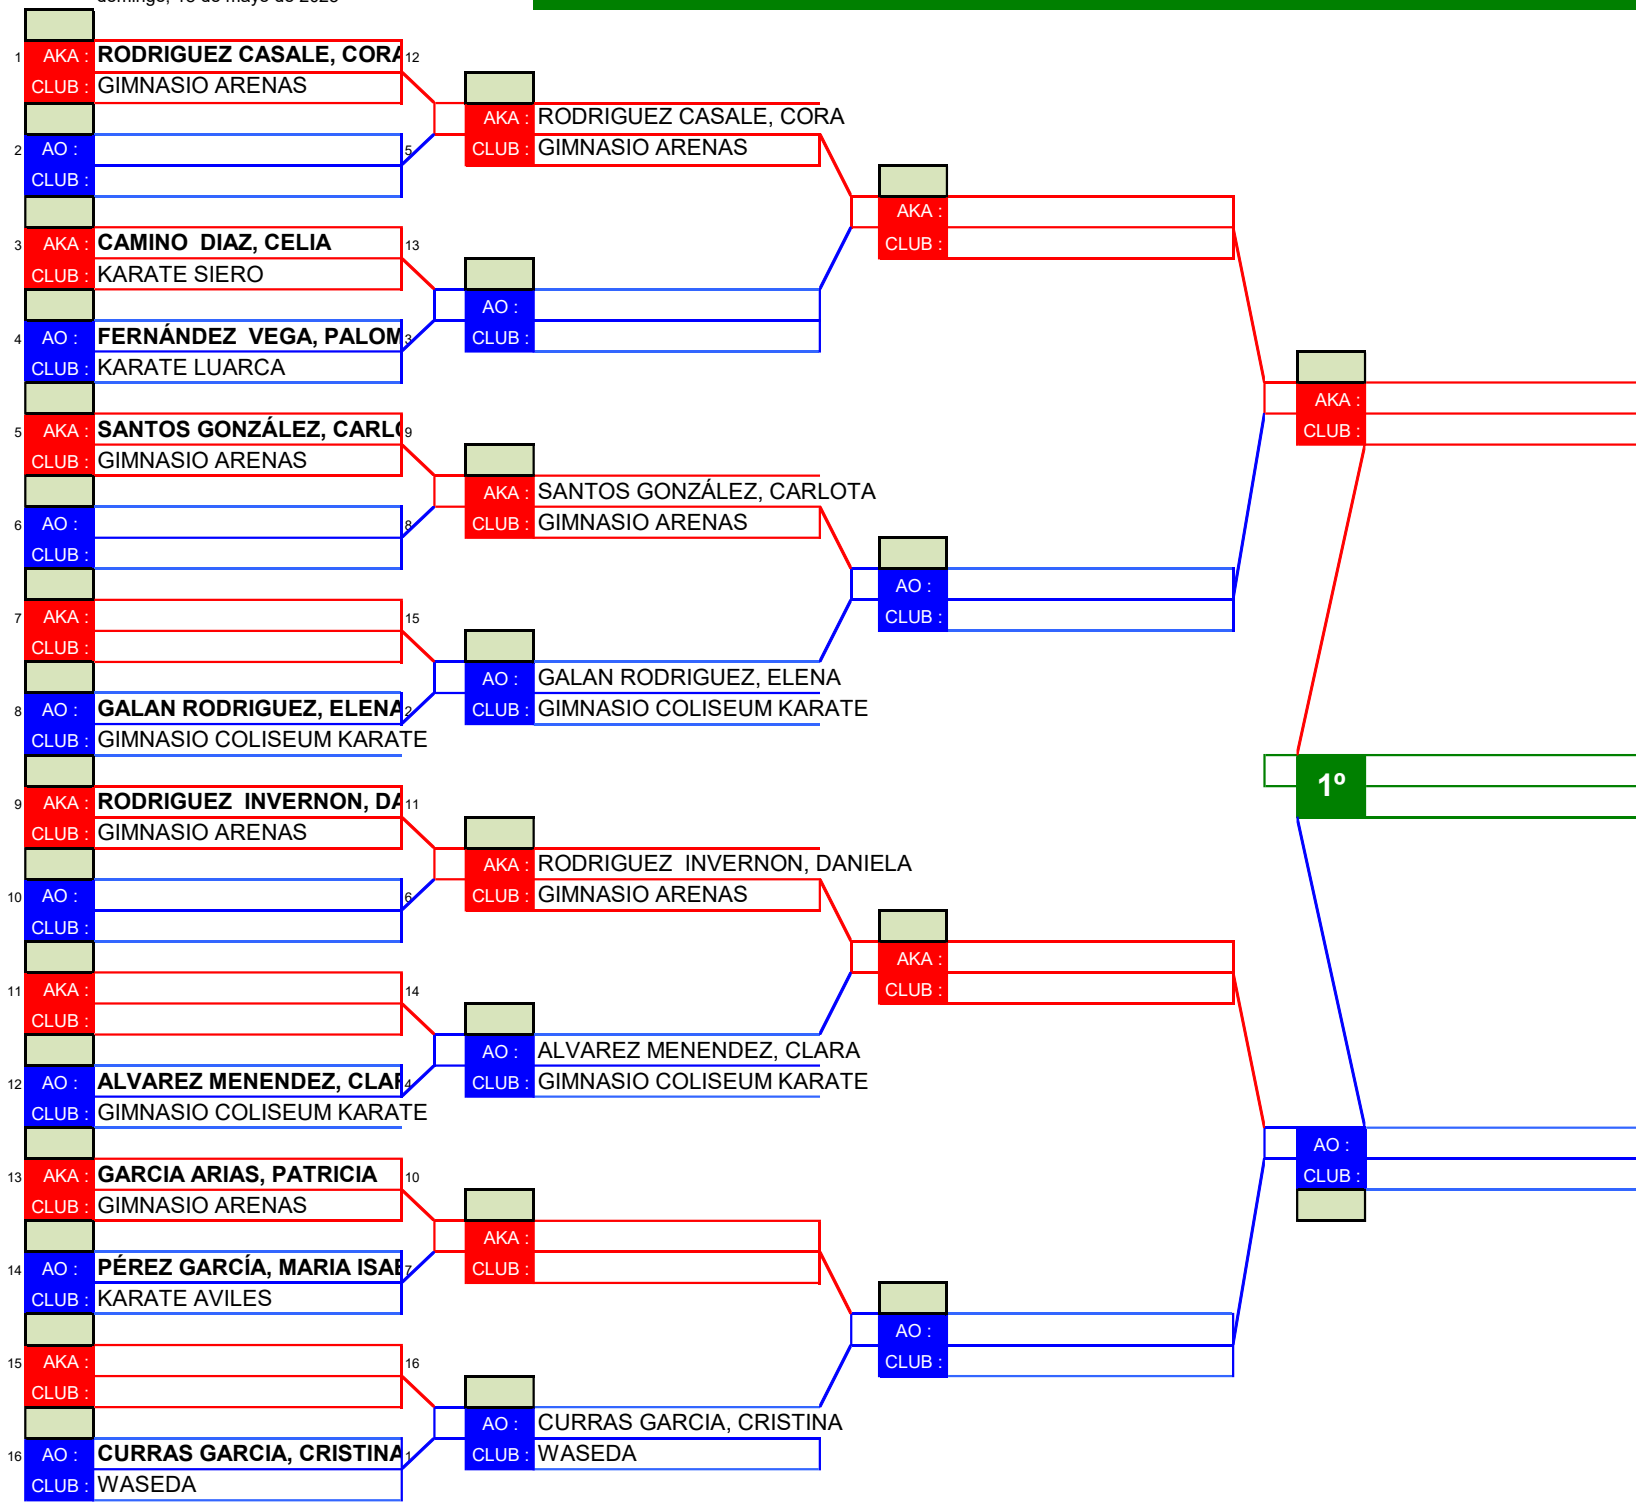 1 AKA : RODRIGUEZ CASALE, CORA 12
CLUB : GIMNASIO ARENAS
2 AO : 5
CLUB :
3 AKA : CAMINO DIAZ, CELIA 13
CLUB : KARATE SIERO
4 AO : FERNÁNDEZ VEGA, PALOM 3
CLUB : KARATE LUARCA
5 AKA : SANTOS GONZÁLEZ, CARLO 9
CLUB : GIMNASIO ARENAS
6 AO : 8
CLUB :
7 AKA : 15
CLUB :
8 AO : GALAN RODRIGUEZ, ELENA 2
CLUB : GIMNASIO COLISEUM KARATE
9 AKA : RODRIGUEZ INVERNON, DA 11
CLUB : GIMNASIO ARENAS
10 AO : 6
CLUB :
11 AKA : 14
CLUB :
12 AO : ALVAREZ MENENDEZ, CLAR 4
CLUB : GIMNASIO COLISEUM KARATE
13 AKA : GARCIA ARIAS, PATRICIA 10
CLUB : GIMNASIO ARENAS
14 AO : PÉREZ GARCÍA, MARIA ISAB 7
CLUB : KARATE AVILES
15 AKA : 16
CLUB :
16 AO : CURRAS GARCIA, CRISTINA 1
CLUB : WASEDA
AKA : RODRIGUEZ CASALE, CORA
CLUB : GIMNASIO ARENAS
AO :
CLUB :
AKA : SANTOS GONZÁLEZ, CARLOTA
CLUB : GIMNASIO ARENAS
AO : GALAN RODRIGUEZ, ELENA
CLUB : GIMNASIO COLISEUM KARATE
AKA : RODRIGUEZ INVERNON, DANIELA
CLUB : GIMNASIO ARENAS
AO : ALVAREZ MENENDEZ, CLARA
CLUB : GIMNASIO COLISEUM KARATE
AKA :
CLUB :
AO : CURRAS GARCIA, CRISTINA
CLUB : WASEDA
AKA :
CLUB :
AO :
CLUB :
AKA :
CLUB :
AO :
CLUB :
AKA :
CLUB :
1º
AO :
CLUB :